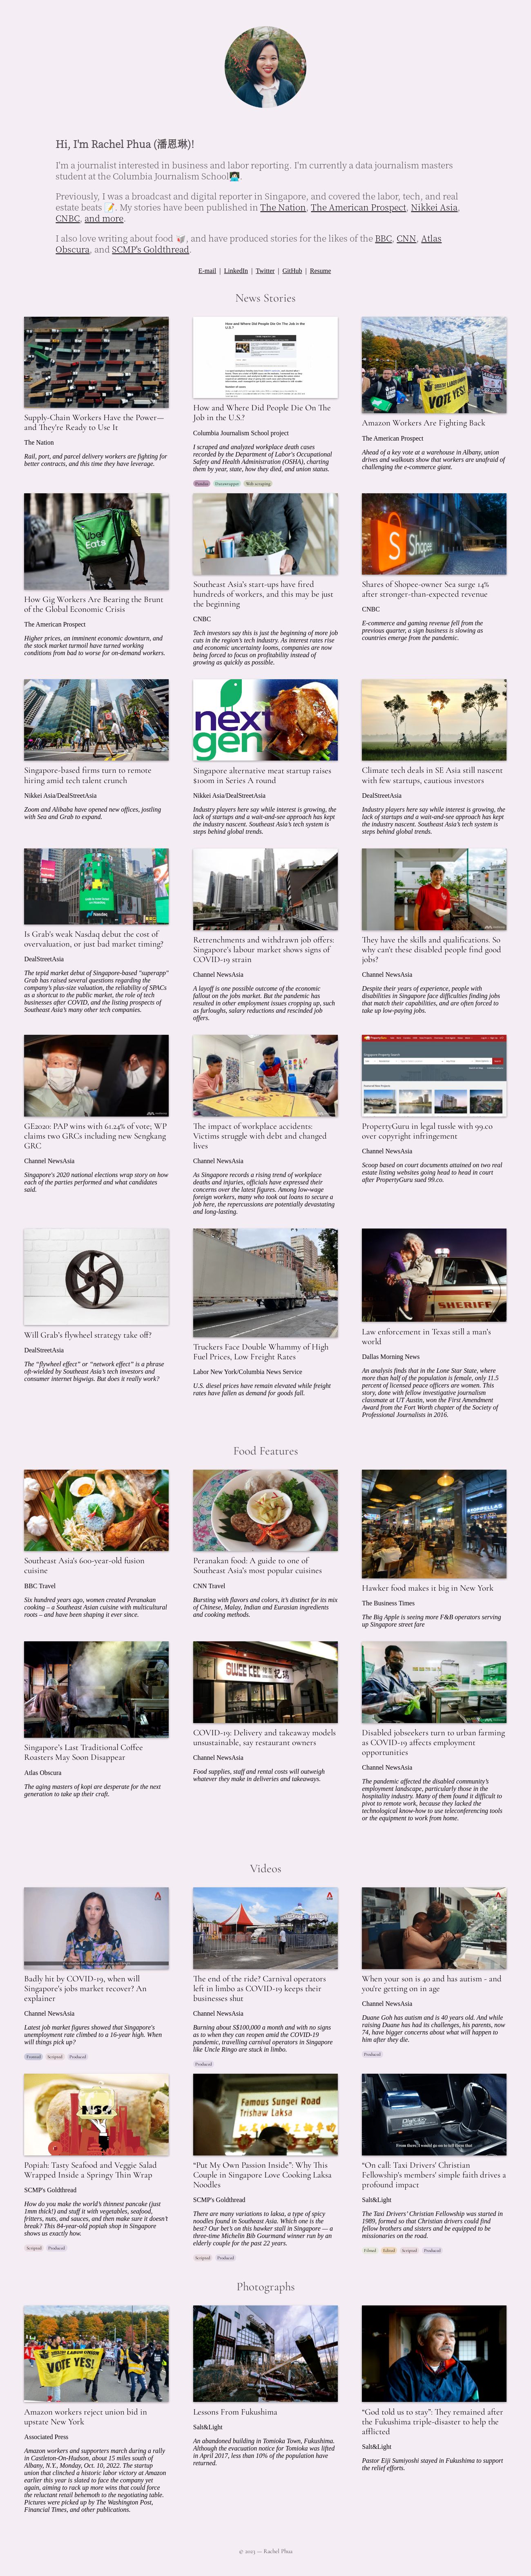 Hi, I'm Rachel Phua (潘恩琳)!
I'm a journalist interested in business and labor reporting. I'm currently a data journalism masters
student at the Columbia Journalism School👩🏻‍💻.
Previously, I was a broadcast and digital reporter in Singapore, and covered the labor, tech, and real
estate beats 📝. My stories have been published in The Nation, The American Prospect, Nikkei Asia,
CNBC, and more.
I also love writing about food 🥡, and have produced stories for the likes of the BBC, CNN, Atlas
Obscura, and SCMP's Goldthread.
E-mail | LinkedIn | Twitter | GitHub | Resume
News Stories
Supply-Chain Workers Have the Power—
and They're Ready to Use It
The Nation
Rail, port, and parcel delivery workers are fighting for
better contracts, and this time they have leverage.
How and Where Did People Die On The Job in the
U.S.?
How and Where Did People Die On The
Job in the U.S.?
Columbia Journalism School project
I scraped and analyzed workplace death cases
recorded by the Department of Labor's Occupational
Safety and Health Administration (OSHA), charting
them by year, state, how they died, and union status.
Pandas Datawrapper Web scraping
VOTE YES!
Amazon Workers Are Fighting Back
The American Prospect
Ahead of a key vote at a warehouse in Albany, union
drives and walkouts show that workers are unafraid of
challenging the e-commerce giant.
Uber
Eats
How Gig Workers Are Bearing the Brunt
of the Global Economic Crisis
The American Prospect
Higher prices, an imminent economic downturn, and
the stock market turmoil have turned working
conditions from bad to worse for on-demand workers.
Southeast Asia's start-ups have fired
hundreds of workers, and this may be just
the beginning
CNBC
Tech investors say this is just the beginning of more job
cuts in the region's tech industry. As interest rates rise
and economic uncertainty looms, companies are now
being forced to focus on profitability instead of
growing as quickly as possible.
Shopee
Shares of Shopee-owner Sea surge 14%
after stronger-than-expected revenue
CNBC
E-commerce and gaming revenue fell from the
previous quarter, a sign business is slowing as
countries emerge from the pandemic.
Singapore-based firms turn to remote
hiring amid tech talent crunch
Nikkei Asia/DealStreetAsia
Zoom and Alibaba have opened new offices, jostling
with Sea and Grab to expand.
next
gen
Singapore alternative meat startup raises
$100m in Series A round
Nikkei Asia/DealStreetAsia
Industry players here say while interest is growing, the
lack of startups and a wait-and-see approach has kept
the industry nascent. Southeast Asia's tech system is
steps behind global trends.
Climate tech deals in SE Asia still nascent
with few startups, cautious investors
DealStreetAsia
Industry players here say while interest is growing, the
lack of startups and a wait-and-see approach has kept
the industry nascent. Southeast Asia's tech system is
steps behind global trends.
Nasdaq
Is Grab's weak Nasdaq debut the cost of
overvaluation, or just bad market timing?
DealStreetAsia
The tepid market debut of Singapore-based "superapp"
Grab has raised several questions regarding the
company's plus-size valuation, the reliability of SPACs
as a shortcut to the public market, the role of tech
businesses after COVID, and the listing prospects of
Southeast Asia's many other tech companies.
Retrenchments and withdrawn job offers:
Singapore's labour market shows signs of
COVID-19 strain
Channel NewsAsia
A layoff is one possible outcome of the economic
fallout on the jobs market. But the pandemic has
resulted in other employment issues cropping up, such
as furloughs, salary reductions and rescinded job
offers.
They have the skills and qualifications. So
why can't these disabled people find good
jobs?
Channel NewsAsia
Despite their years of experience, people with
disabilities in Singapore face difficulties finding jobs
that match their capabilities, and are often forced to
take up low-paying jobs.
GE2020: PAP wins with 61.24% of vote; WP
claims two GRCs including new Sengkang
GRC
Channel NewsAsia
Singapore's 2020 national elections wrap story on how
each of the parties performed and what candidates
said.
The impact of workplace accidents:
Victims struggle with debt and changed
lives
Channel NewsAsia
As Singapore records a rising trend of workplace
deaths and injuries, officials have expressed their
concerns over the latest figures. Among low-wage
foreign workers, many who took out loans to secure a
job here, the repercussions are potentially devastating
and long-lasting.
Singapore Property Search
PropertyGuru in legal tussle with 99.co
over copyright infringement
Channel NewsAsia
Scoop based on court documents attained on two real
estate listing websites going head to head in court
after PropertyGuru sued 99.co.
Will Grab's flywheel strategy take off?
DealStreetAsia
The "flywheel effect" or "network effect" is a phrase
oft-wielded by Southeast Asia's tech investors and
consumer internet bigwigs. But does it really work?
Truckers Face Double Whammy of High
Fuel Prices, Low Freight Rates
Labor New York/Columbia News Service
U.S. diesel prices have remain elevated while freight
rates have fallen as demand for goods fall.
SHERIFF
Law enforcement in Texas still a man's
world
Dallas Morning News
An analysis finds that in the Lone Star State, where
more than half of the population is female, only 11.5
percent of licensed peace officers are women. This
story, done with fellow investigative journalism
classmate at UT Austin, won the First Amendment
Award from the Fort Worth chapter of the Society of
Professional Journalists in 2016.
Food Features
Southeast Asia's 600-year-old fusion
cuisine
BBC Travel
Six hundred years ago, women created Peranakan
cooking – a Southeast Asian cuisine with multicultural
roots – and have been shaping it ever since.
Peranakan food: A guide to one of
Southeast Asia's most popular cuisines
CNN Travel
Bursting with flavors and colors, it's distinct for its mix
of Chinese, Malay, Indian and Eurasian ingredients
and cooking methods.
Hawker food makes it big in New York
The Business Times
The Big Apple is seeing more F&B operators serving
up Singapore street fare
Singapore's Last Traditional Coffee
Roasters May Soon Disappear
Atlas Obscura
The aging masters of kopi are desperate for the next
generation to take up their craft.
SWEE KEE
COVID-19: Delivery and takeaway models
unsustainable, say restaurant owners
Channel NewsAsia
Food supplies, staff and rental costs will outweigh
whatever they make in deliveries and takeaways.
Disabled jobseekers turn to urban farming
as COVID-19 affects employment
opportunities
Channel NewsAsia
The pandemic affected the disabled community's
employment landscape, particularly those in the
hospitality industry. Many of them found it difficult to
pivot to remote work, because they lacked the
technological know-how to use teleconferencing tools
or the equipment to work from home.
Videos
Badly hit by COVID-19, when will
Singapore's jobs market recover? An
explainer
Channel NewsAsia
Latest job market figures showed that Singapore's
unemployment rate climbed to a 16-year high. When
will things pick up?
Featured Scripted Produced
The end of the ride? Carnival operators
left in limbo as COVID-19 keeps their
businesses shut
Channel NewsAsia
Burning about S$100,000 a month and with no signs
as to when they can reopen amid the COVID-19
pandemic, travelling carnival operators in Singapore
like Uncle Ringo are stuck in limbo.
Produced
When your son is 40 and has autism - and
you're getting on in age
Channel NewsAsia
Duane Goh has autism and is 40 years old. And while
raising Duane has had its challenges, his parents, now
74, have bigger concerns about what will happen to
him after they die.
Produced
Popiah: Tasty Seafood and Veggie Salad
Wrapped Inside a Springy Thin Wrap
SCMP's Goldthread
How do you make the world's thinnest pancake (just
1mm thick!) and stuff it with vegetables, seafood,
fritters, nuts, and sauces, and then make sure it doesn't
break? This 84-year-old popiah shop in Singapore
shows us exactly how.
Scripted Produced
Famous Sungei Road
Trishaw Laksa
"Put My Own Passion Inside": Why This
Couple in Singapore Love Cooking Laksa
Noodles
SCMP's Goldthread
There are many variations to laksa, a type of spicy
noodles found in Southeast Asia. Which one is the
best? Our bet's on this hawker stall in Singapore — a
three-time Michelin Bib Gourmand winner run by an
elderly couple for the past 22 years.
Scripted Produced
From there, I would go on to tell them that
"On call: Taxi Drivers' Christian
Fellowship's members' simple faith drives a
profound impact
Salt&Light
The Taxi Drivers' Christian Fellowship was started in
1989, formed so that Christian drivers could find
fellow brothers and sisters and be equipped to be
missionaries on the road.
Filmed Edited Scripted Produced
Photographs
VOTE YES!
Amazon workers reject union bid in
upstate New York
Associated Press
Amazon workers and supporters march during a rally
in Castleton-On-Hudson, about 15 miles south of
Albany, N.Y., Monday, Oct. 10, 2022. The startup
union that clinched a historic labor victory at Amazon
earlier this year is slated to face the company yet
again, aiming to rack up more wins that could force
the reluctant retail behemoth to the negotiating table.
Pictures were picked up by The Washington Post,
Financial Times, and other publications.
Lessons From Fukushima
Salt&Light
An abandoned building in Tomioka Town, Fukushima.
Although the evacuation notice for Tomioka was lifted
in April 2017, less than 10% of the population have
returned.
"God told us to stay": They remained after
the Fukushima triple-disaster to help the
afflicted
Salt&Light
Pastor Eiji Sumiyoshi stayed in Fukushima to support
the relief efforts.
© 2023 — Rachel Phua